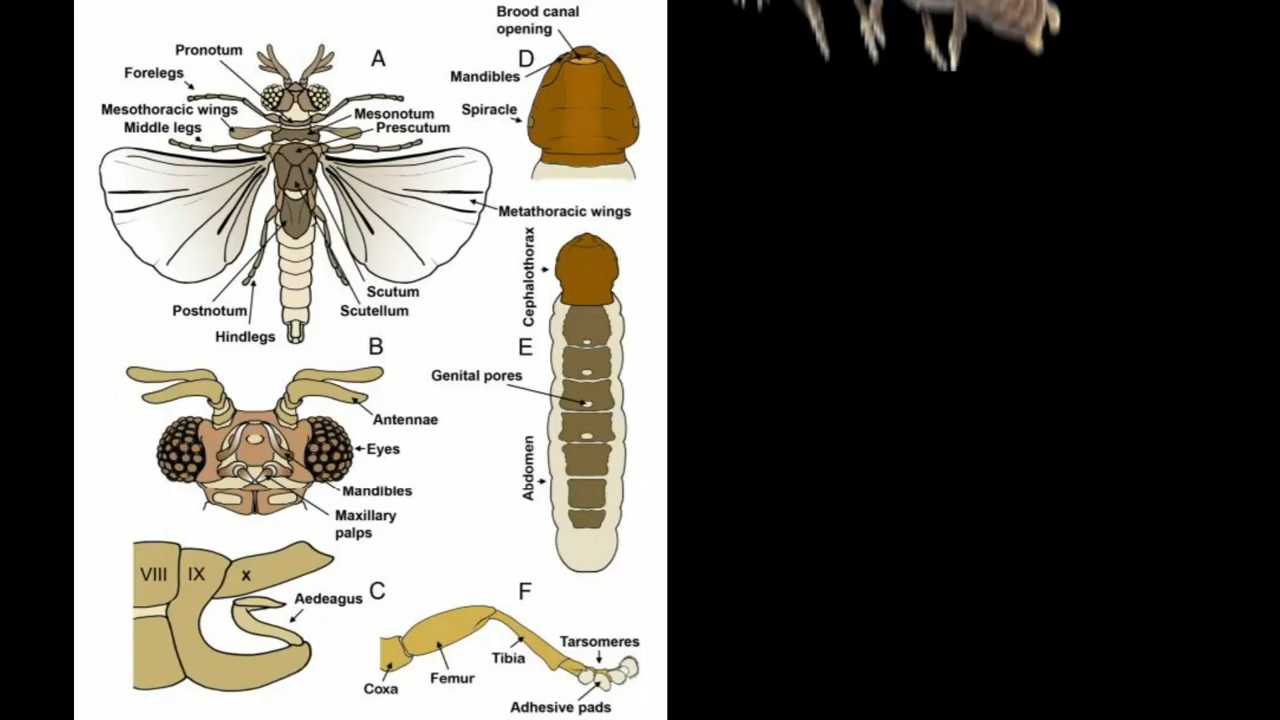 A
Pronotum
Forelegs
Mesothoracic wings
Middle legs
Mesonotum
Prescutum
Metathoracic wings
Scutum
Scutellum
Postnotum
Hindlegs
B
Antennae
Eyes
Mandibles
Maxillary
palps
VIII
IX
x
Aedeagus
C
Brood canal
opening
D
Mandibles
Spiracle
Cephalothorax
E
Genital pores
Abdomen
F
Tarsomeres
Tibia
Femur
Coxa
Adhesive pads